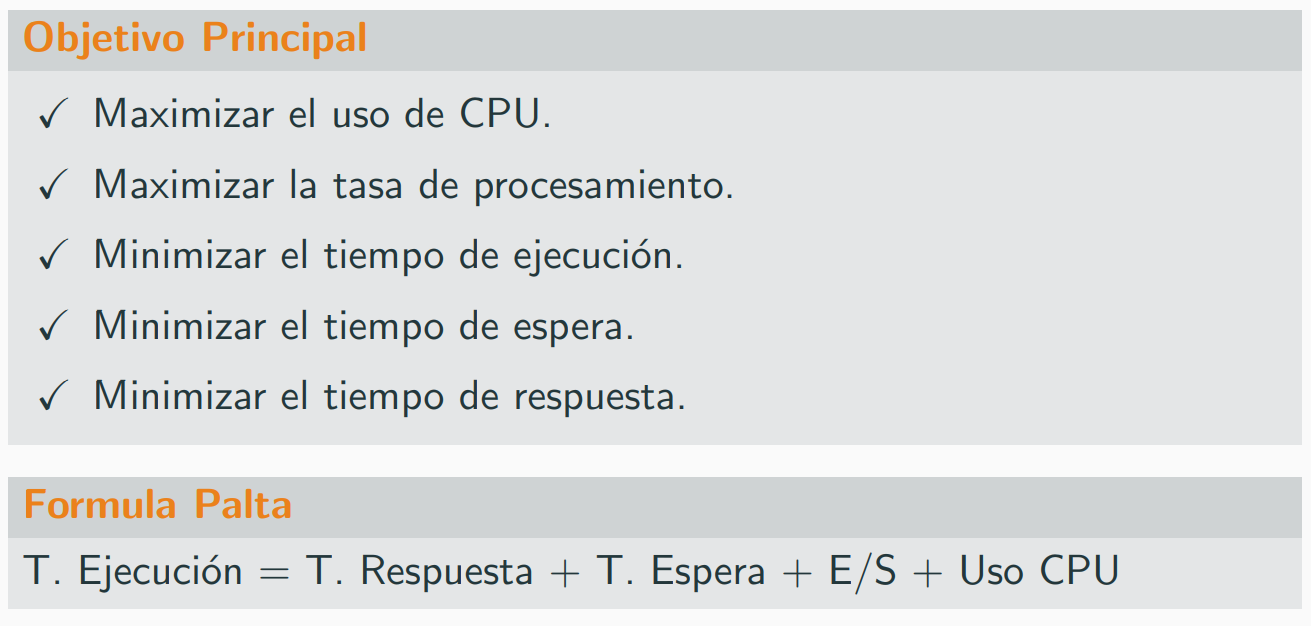 Objetivo Principal
✓ Maximizar el uso de CPU.
✓ Maximizar la tasa de procesamiento.
✓ Minimizar el tiempo de ejecución.
✓ Minimizar el tiempo de espera.
✓ Minimizar el tiempo de respuesta.
Formula Palta
T. Ejecución = T. Respuesta + T. Espera + E/S + Uso CPU